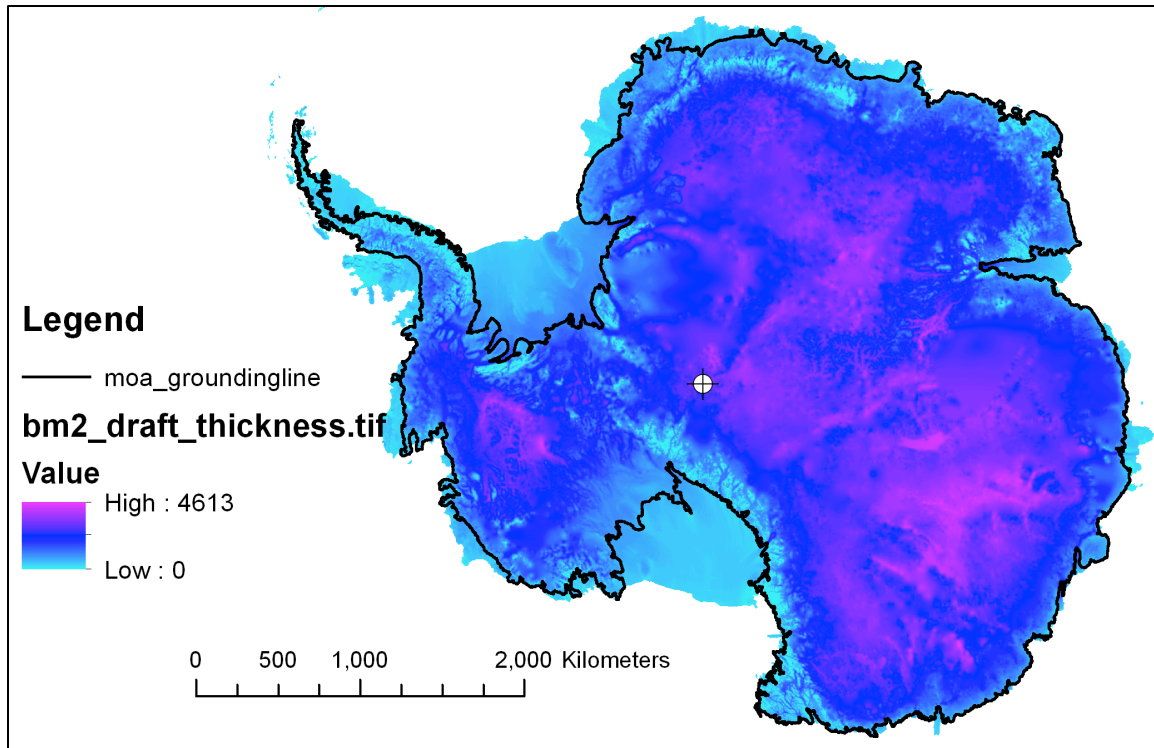 Legend
moa_groundingline
bm2_draft_thickness.tif
Value
High : 4613
Low : 0
0 500 1,000 2,000 Kilometers